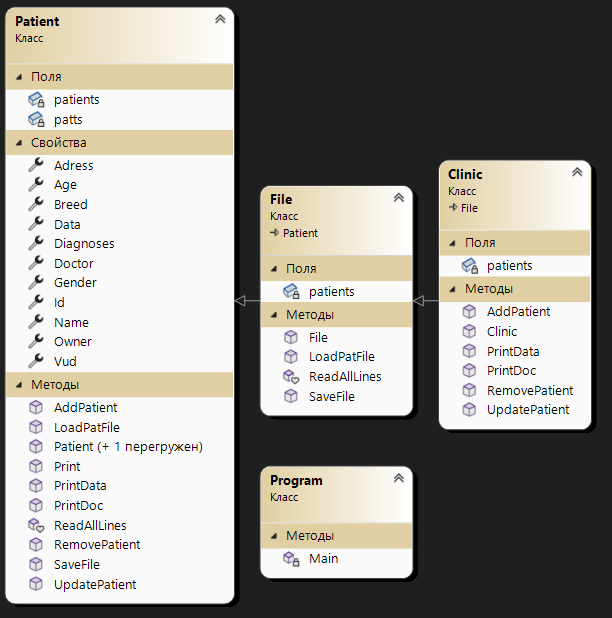 Patient
Класс
Поля
patients
patts
Свойства
Adress
Age
Breed
Data
Diagnoses
Doctor
Gender
Id
Name
Owner
Vud
Методы
AddPatient
LoadPatFile
Patient (+ 1 перегружен)
Print
PrintData
PrintDoc
ReadAllLines
RemovePatient
SaveFile
UpdatePatient
File
Класс
Patient
Поля
patients
Методы
File
LoadPatFile
ReadAllLines
SaveFile
Clinic
Класс
File
Поля
patients
Методы
AddPatient
Clinic
PrintData
PrintDoc
RemovePatient
UpdatePatient
Program
Класс
Методы
Main